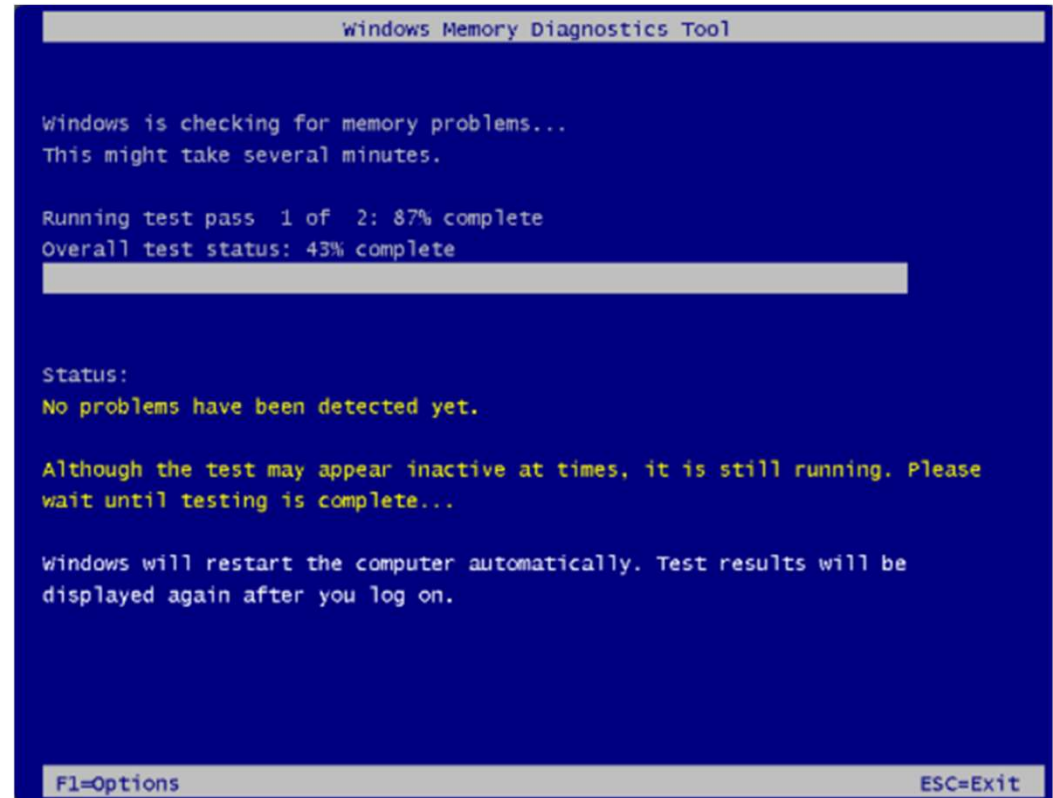 Windows Memory Diagnostics Tool
Windows is checking for memory problems...
This might take several minutes.
Running test pass  1 of  2: 87% complete
Overall test status: 43% complete
Status:
No problems have been detected yet.
Although the test may appear inactive at times, it is still running. Please
wait until testing is complete...
Windows will restart the computer automatically. Test results will be
displayed again after you log on.
F1=Options ESC=Exit